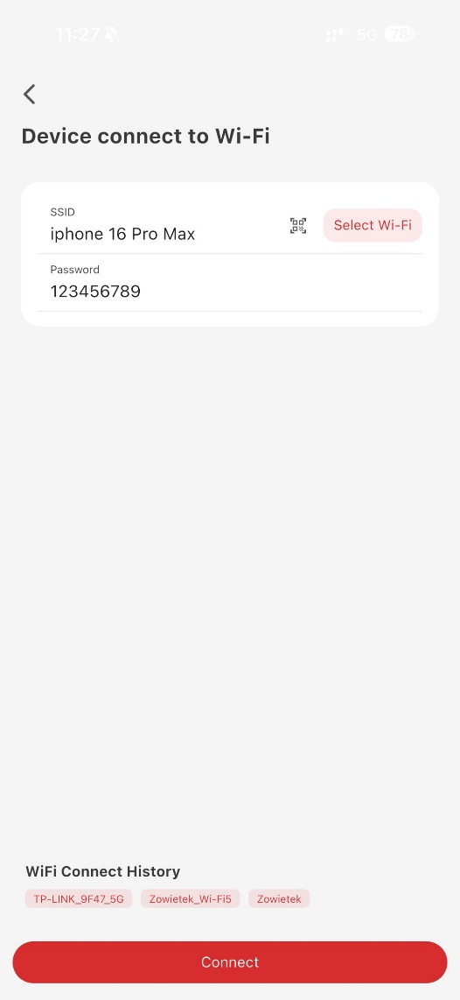 11:27 5G 78
Device connect to Wi-Fi
SSID
iphone 16 Pro Max
Select Wi-Fi
Password
123456789
WiFi Connect History
TP-LINK_9F47_5G Zowietek_Wi-Fi5 Zowietek
Connect